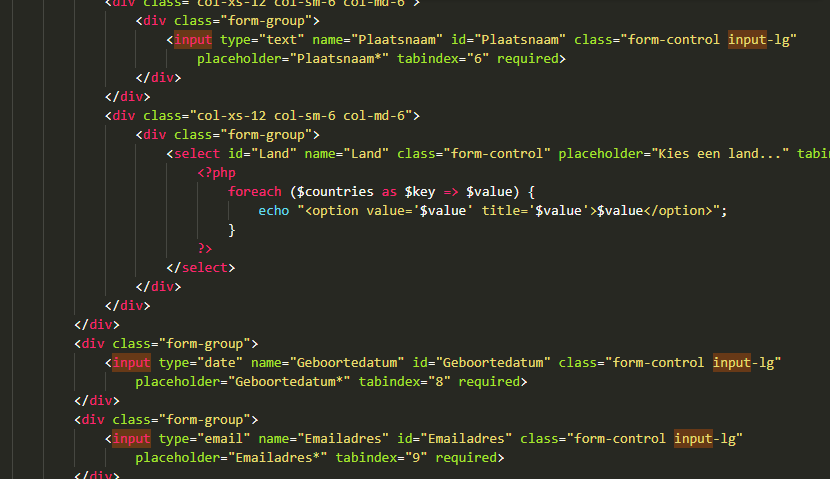 <div class="col-xs-12 col-sm-6 col-md-6">
<div class="form-group">
<input type="text" name="Plaatsnaam" id="Plaatsnaam" class="form-control input-lg"
placeholder="Plaatsnaam*" tabindex="6" required>
</div>
</div>
<div class="col-xs-12 col-sm-6 col-md-6">
<div class="form-group">
<select id="Land" name="Land" class="form-control" placeholder="Kies een land..." tabin
<?php
foreach ($countries as $key => $value) {
echo "<option value='$value' title='$value'>$value</option>";
}
?>
</select>
</div>
</div>
</div>
<div class="form-group">
<input type="date" name="Geboortedatum" id="Geboortedatum" class="form-control input-lg"
placeholder="Geboortedatum*" tabindex="8" required>
</div>
<div class="form-group">
<input type="email" name="Emailadres" id="Emailadres" class="form-control input-lg"
placeholder="Emailadres*" tabindex="9" required>
</div>